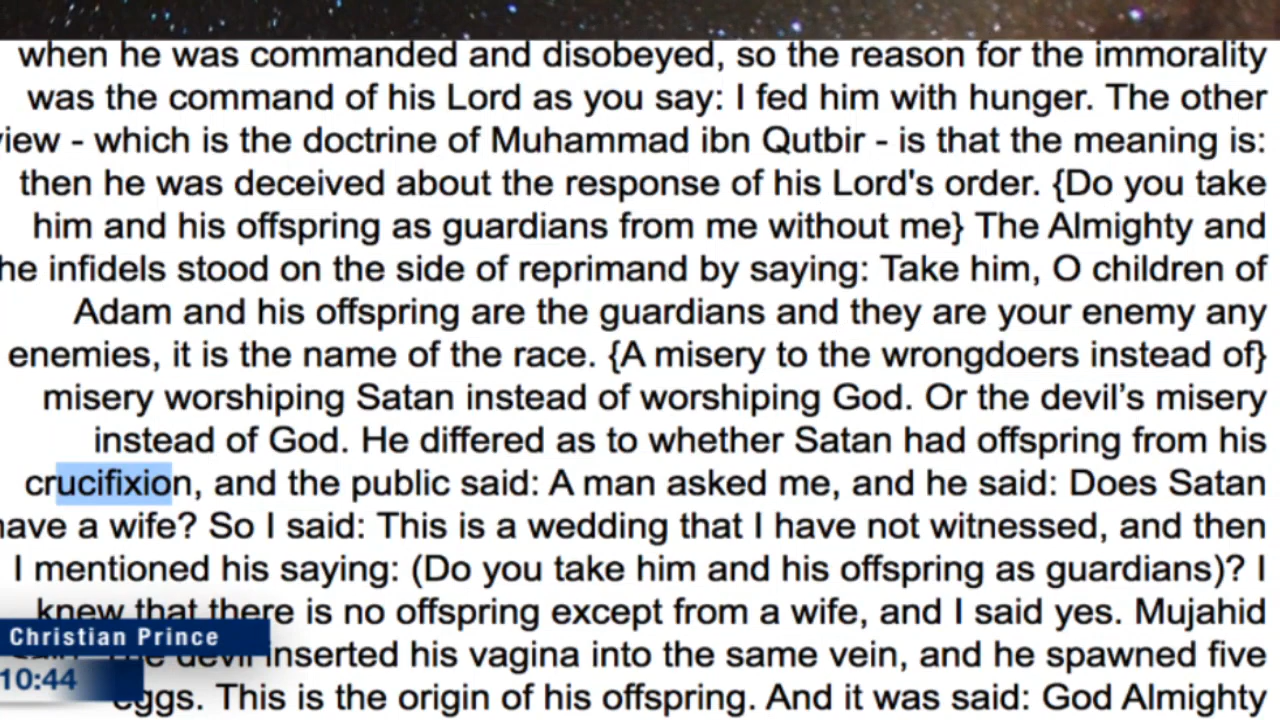 when he was commanded and disobeyed, so the reason for the immorality
was the command of his Lord as you say: I fed him with hunger. The other
view - which is the doctrine of Muhammad ibn Qutbir - is that the meaning is:
then he was deceived about the response of his Lord's order. {Do you take
him and his offspring as guardians from me without me} The Almighty and
he infidels stood on the side of reprimand by saying: Take him, O children of
Adam and his offspring are the guardians and they are your enemy any
enemies, it is the name of the race. {A misery to the wrongdoers instead of}
misery worshiping Satan instead of worshiping God. Or the devil’s misery
instead of God. He differed as to whether Satan had offspring from his
crucifixion, and the public said: A man asked me, and he said: Does Satan
have a wife? So I said: This is a wedding that I have not witnessed, and then
I mentioned his saying: (Do you take him and his offspring as guardians)? I
knew that there is no offspring except from a wife, and I said yes. Mujahid
Christian Prince
The devil inserted his vagina into the same vein, and he spawned five
10:44
eggs. This is the origin of his offspring. And it was said: God Almighty